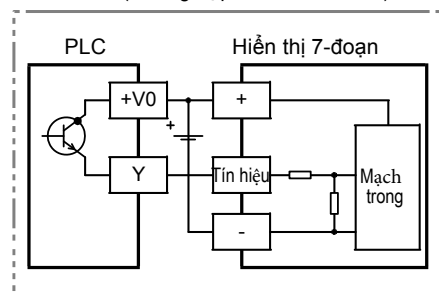 PLC
Hiển thị 7-đoạn
+V0
+
+
Y
Tín hiệu
Mạch
trong
-